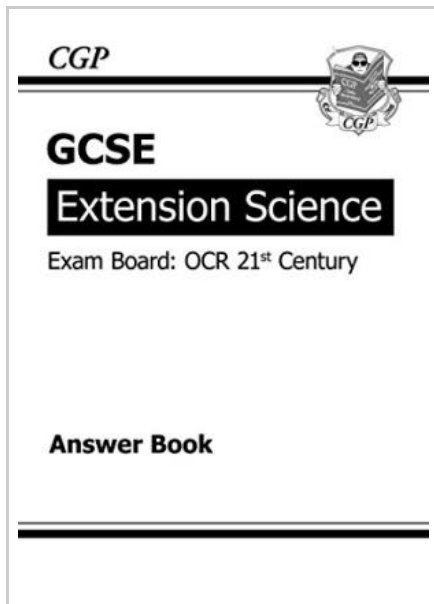 CGP
CGP
GCSE
Extension Science
Exam Board: OCR 21st Century
Answer Book